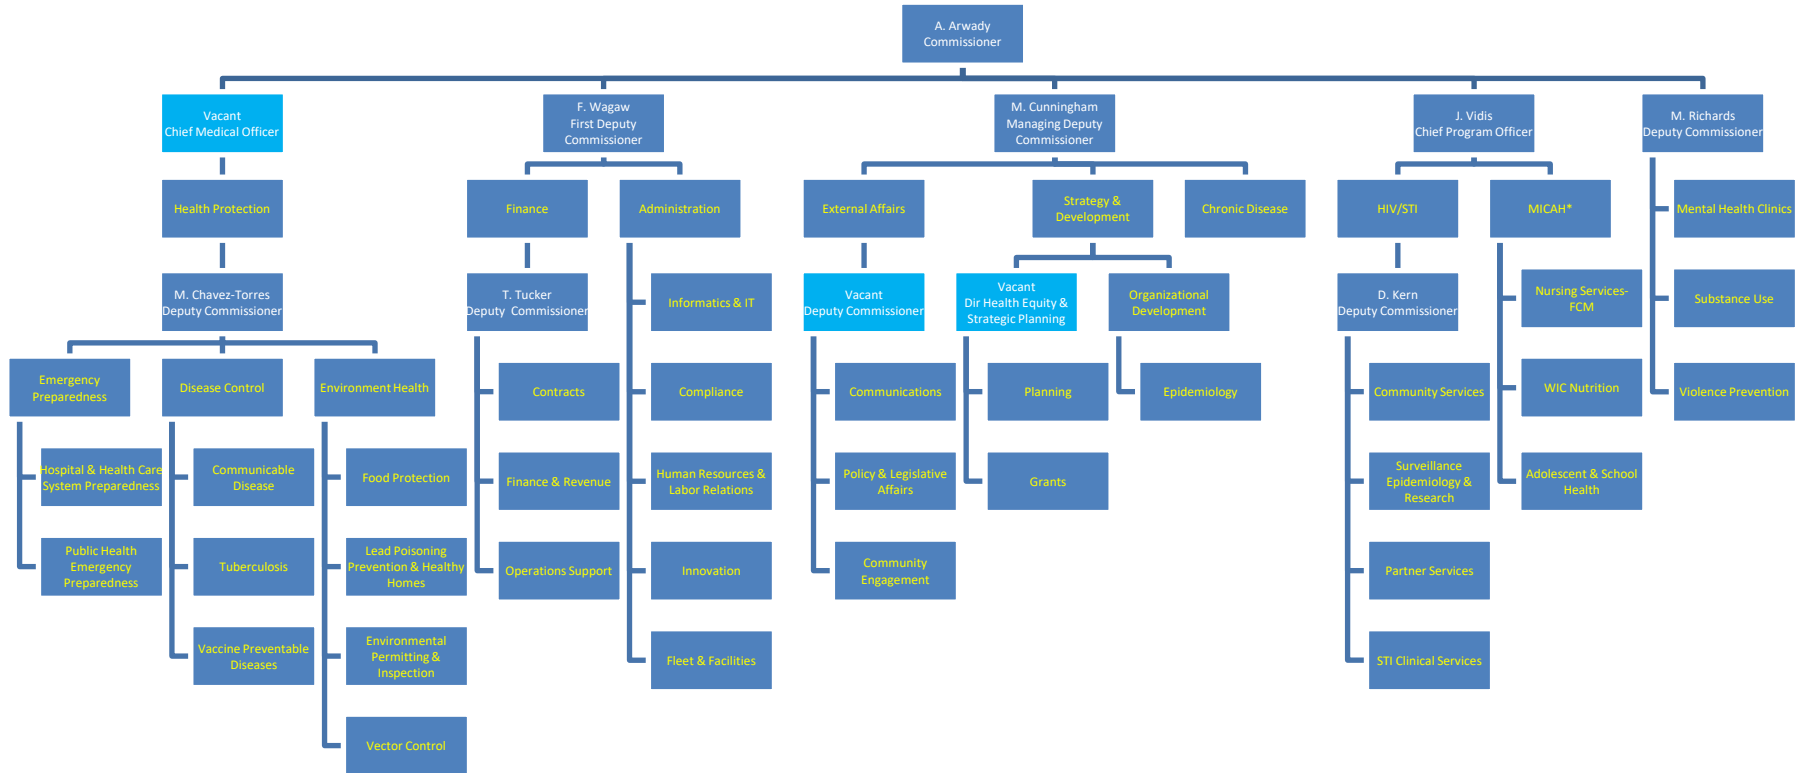 A. Arwady
Commissioner
Vacant
Chief Medical Officer
F. Wagaw
First Deputy
Commissioner
M. Cunningham
Managing Deputy
Commissioner
J. Vidis
Chief Program Officer
M. Richards
Deputy Commissioner
Health Protection
Finance
Administration
External Affairs
Strategy &
Development
Chronic Disease
HIV/STI
MICAH*
Mental Health Clinics
M. Chavez-Torres
Deputy Commissioner
T. Tucker
Deputy Commissioner
Informatics & IT
Vacant
Deputy Commissioner
Vacant
Dir Health Equity &
Strategic Planning
Organizational
Development
D. Kern
Deputy Commissioner
Nursing Services-
FCM
Substance Use
Emergency
Preparedness
Disease Control
Environment Health
Contracts
Compliance
Communications
Planning
Epidemiology
Community Services
WIC Nutrition
Violence Prevention
Hospital & Health Care
System Preparedness
Communicable
Disease
Food Protection
Finance & Revenue
Human Resources &
Labor Relations
Policy & Legislative
Affairs
Grants
Surveillance
Epidemiology &
Research
Adolescent & School
Health
Public Health
Emergency
Preparedness
Tuberculosis
Lead Poisoning
Prevention & Healthy
Homes
Operations Support
Innovation
Community
Engagement
Partner Services
Vaccine Preventable
Diseases
Environmental
Permitting &
Inspection
Fleet & Facilities
STI Clinical Services
Vector Control